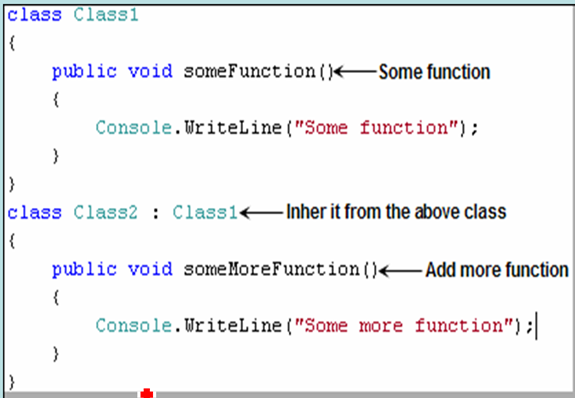 class Class1
{
public void someFunction() Some function
{
Console.WriteLine("Some function");
}
}
class Class2 : Class1 Inher it from the above class
{
public void someMoreFunction() Add more function
{
Console.WriteLine("Some more function");
}
}